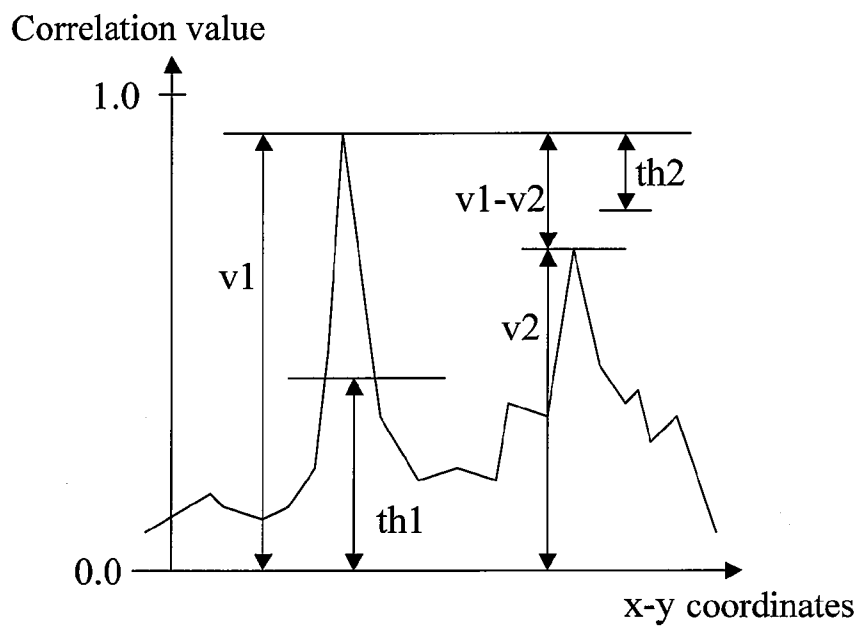 Correlation value
1.0
th2
v1-v2
v1
v2
th1
0.0
x-y coordinates